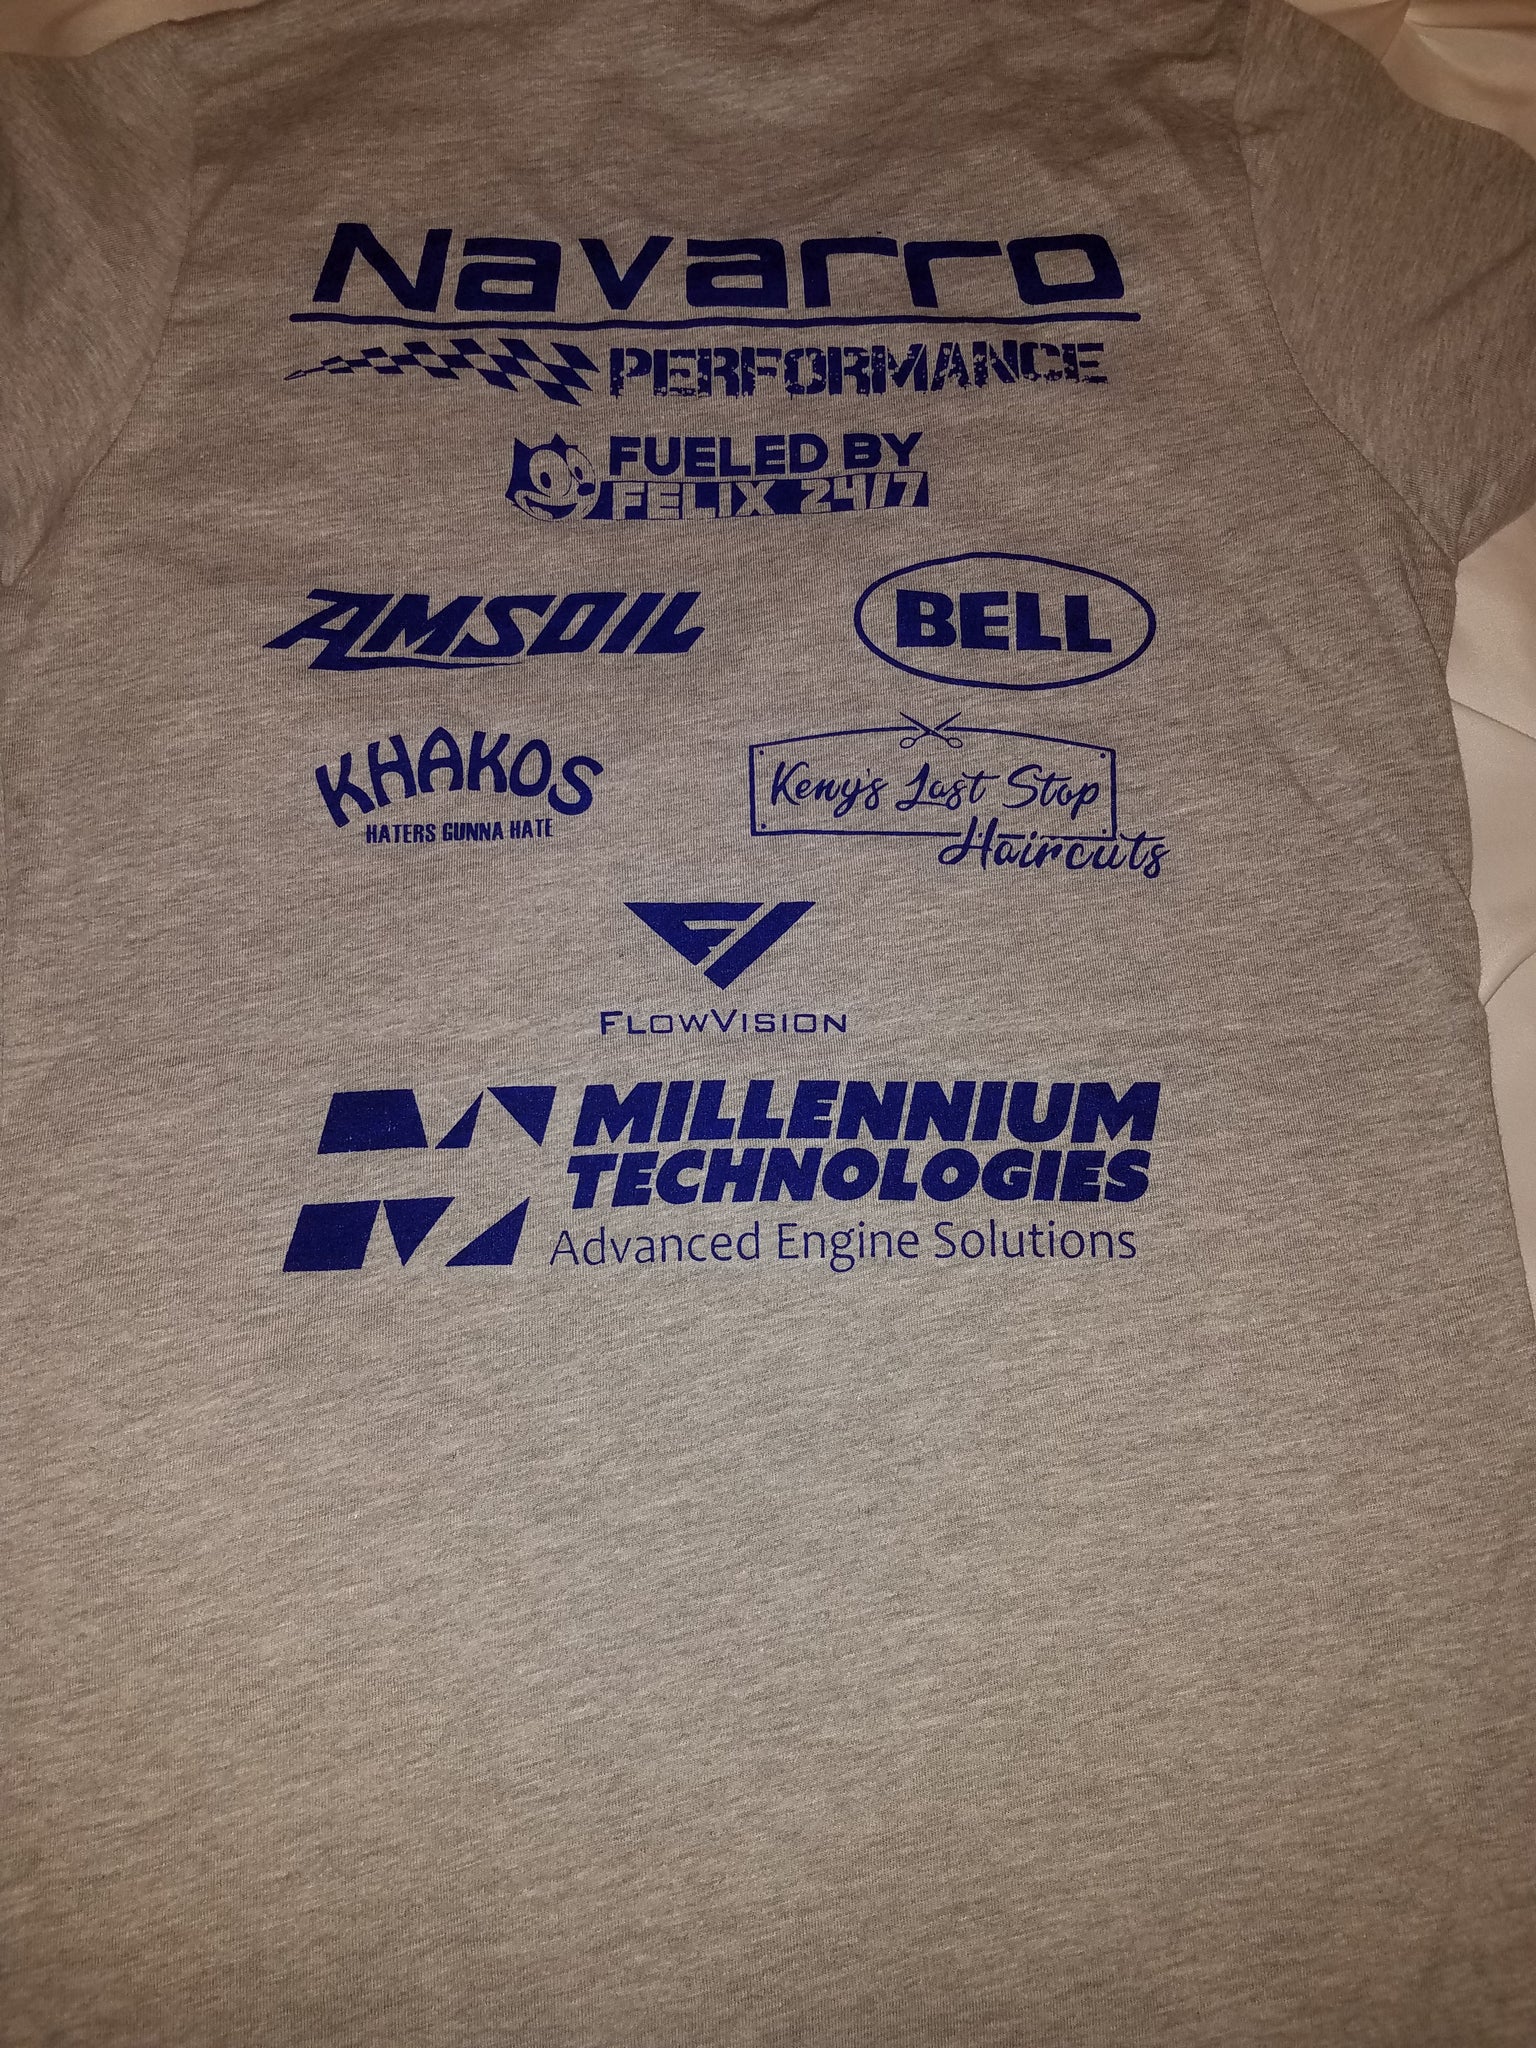 Navarro
PERFORMANCE
FUELED BY
FELIX 24/7
AMSOIL
BELL
KHAKOS
HATERS GUNNA HATE
Keny's Last Stop
Haircuts
FLOWVISION
MILLENNIUM
TECHNOLOGIES
Advanced Engine Solutions